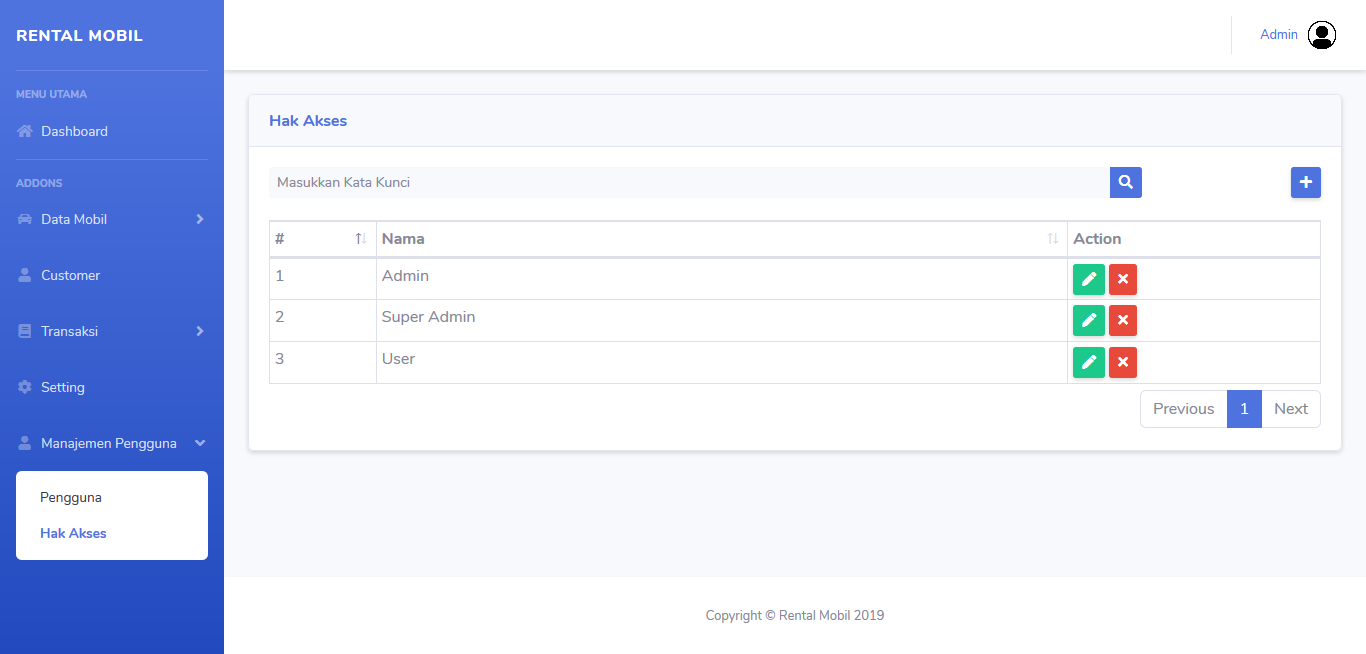 RENTAL MOBIL
Admin
MENU UTAMA
Dashboard
ADDONS
Data Mobil
Customer
Transaksi
Setting
Manajemen Pengguna
Pengguna
Hak Akses
Hak Akses
Masukkan Kata Kunci
# Nama Action
1 Admin
2 Super Admin
3 User
Previous 1 Next
Copyright © Rental Mobil 2019